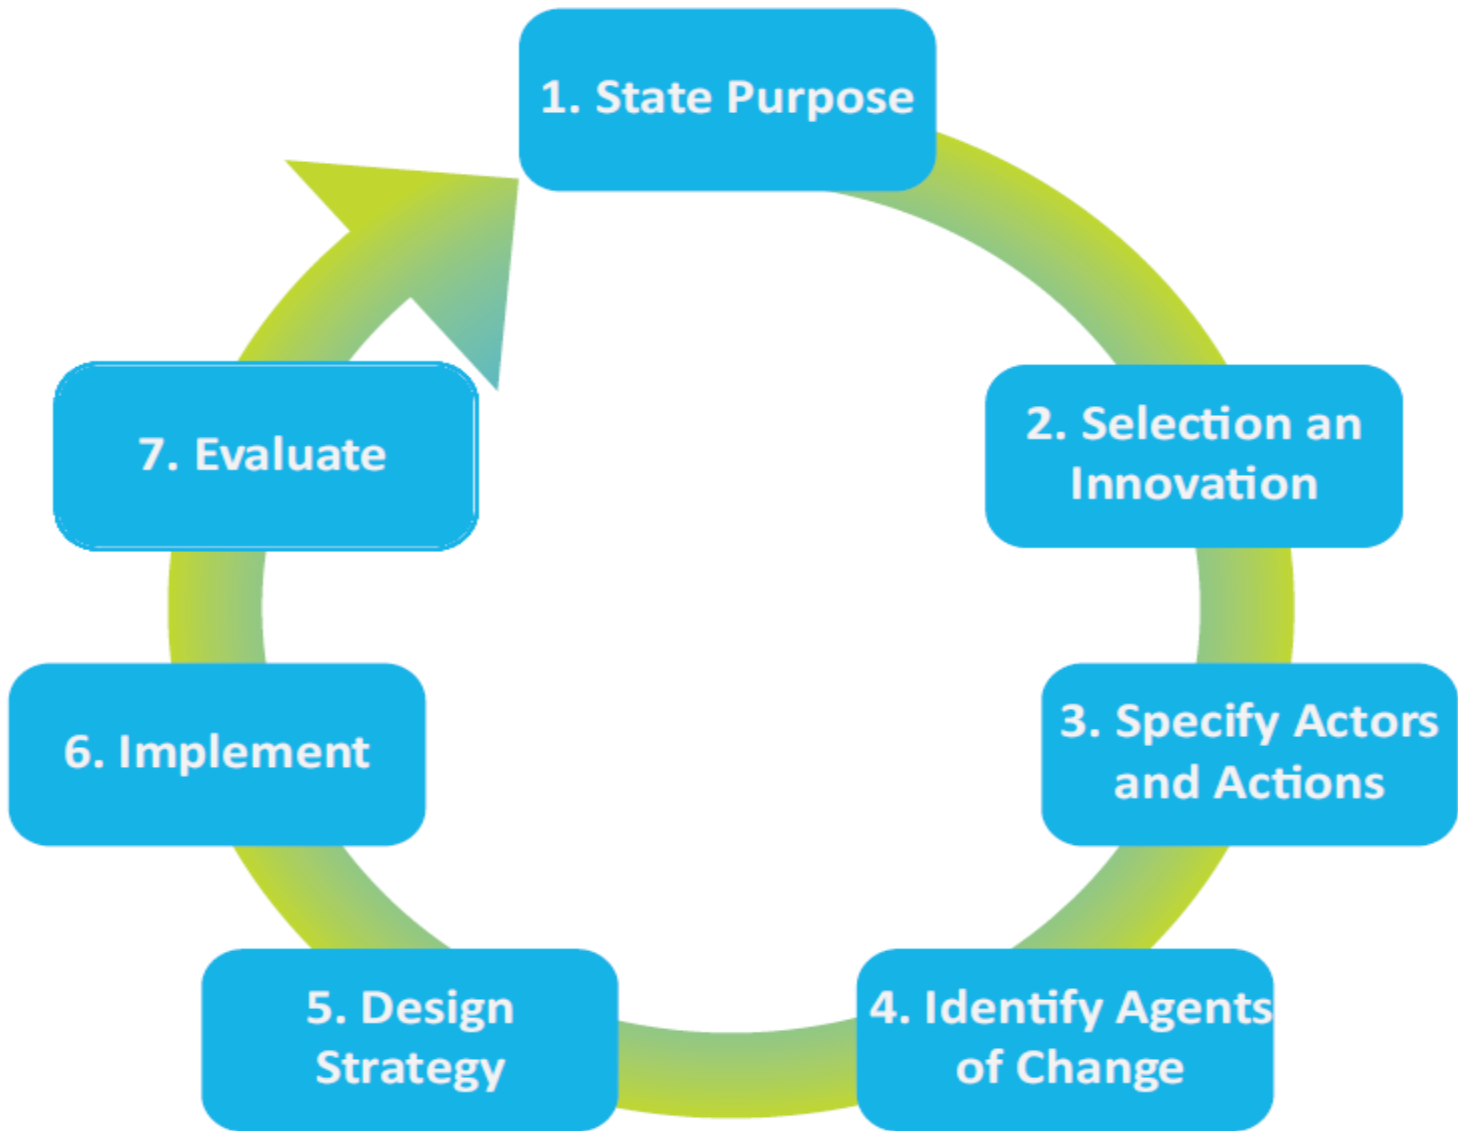 1. State Purpose
2. Selection an
Innovation
3. Specify Actors
and Actions
4. Identify Agents
of Change
5. Design
Strategy
6. Implement
7. Evaluate